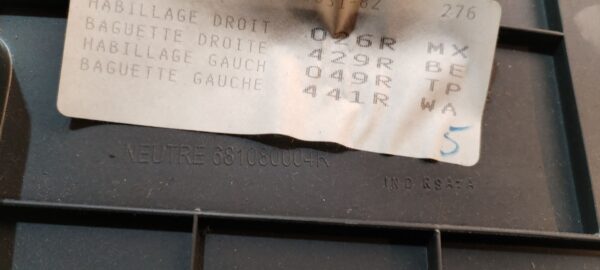 276
HABILLAGE DROIT 026R MX
BAGUETTE DROITE 429R BE
HABILLAGE GAUCH 049R TP
BAGUETTE GAUCHE 441R WA
5
NEUTRE 681080004R
IND